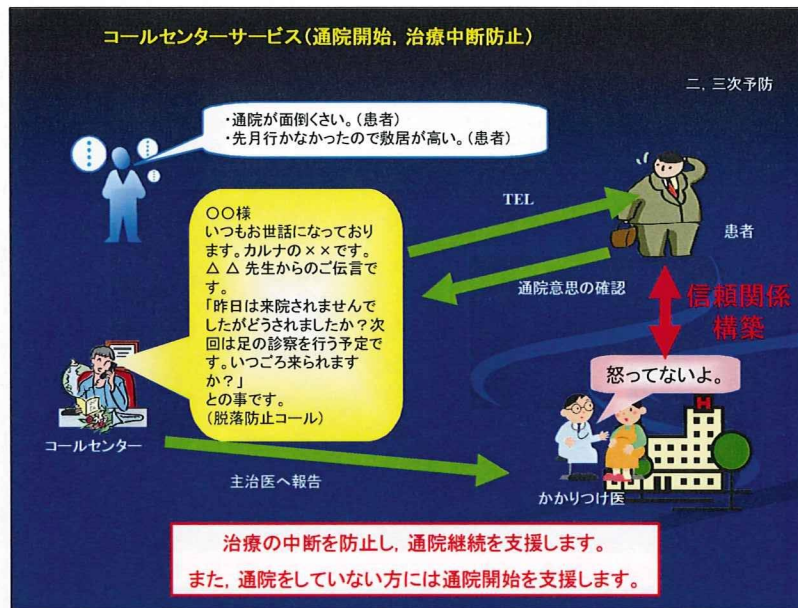 コールセンターサービス(通院開始, 治療中断防止)
二, 三次予防
・通院が面倒くさい。(患者)
・先月行かなかったので敷居が高い。(患者)
〇〇様
いつもお世話になっており
ます。カルナの××です。
△ △ 先生からのご伝言で
す。
「昨日は来院されませんで
したがどうされましたか?次
回は足の診察を行う予定で
す。いつごろ来られます
か?」
との事です。
(脱落防止コール)
TEL
患者
通院意思の確認
信頼関係
構築
怒ってないよ。
H
コールセンター
主治医へ報告
かかりつけ医
治療の中断を防止し, 通院継続を支援します。
また, 通院をしていない方には通院開始を支援します。